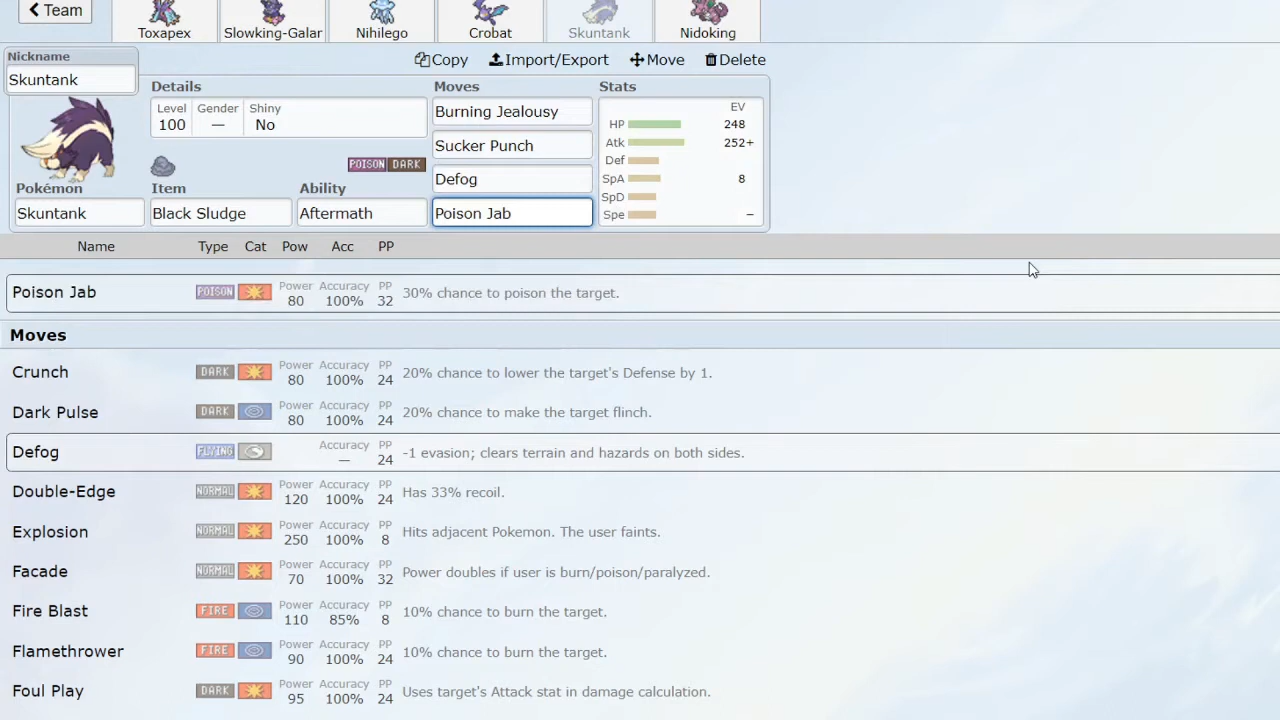 Team
Toxapex Slowking-Galar Nihilego Crobat Skuntank Nidoking
Nickname
Skuntank
Copy Import/Export Move Delete
Details Moves Stats
Level Gender Shiny
100 — No
Burning Jealousy
Sucker Punch
Defog
Poison Jab
EV
HP 248
Atk 252+
Def
SpA 8
SpD
Spe –
POISON DARK
Pokémon Item Ability
Skuntank Black Sludge Aftermath
Name Type Cat Pow Acc PP
Poison Jab POISON Power 80 Accuracy 100% PP 32 30% chance to poison the target.
Moves
Crunch DARK Power 80 Accuracy 100% PP 24 20% chance to lower the target's Defense by 1.
Dark Pulse DARK Power 80 Accuracy 100% PP 24 20% chance to make the target flinch.
Defog FLYING Accuracy — PP 24 -1 evasion; clears terrain and hazards on both sides.
Double-Edge NORMAL Power 120 Accuracy 100% PP 24 Has 33% recoil.
Explosion NORMAL Power 250 Accuracy 100% PP 8 Hits adjacent Pokemon. The user faints.
Facade NORMAL Power 70 Accuracy 100% PP 32 Power doubles if user is burn/poison/paralyzed.
Fire Blast FIRE Power 110 Accuracy 85% PP 8 10% chance to burn the target.
Flamethrower FIRE Power 90 Accuracy 100% PP 24 10% chance to burn the target.
Foul Play DARK Power 95 Accuracy 100% PP 24 Uses target's Attack stat in damage calculation.